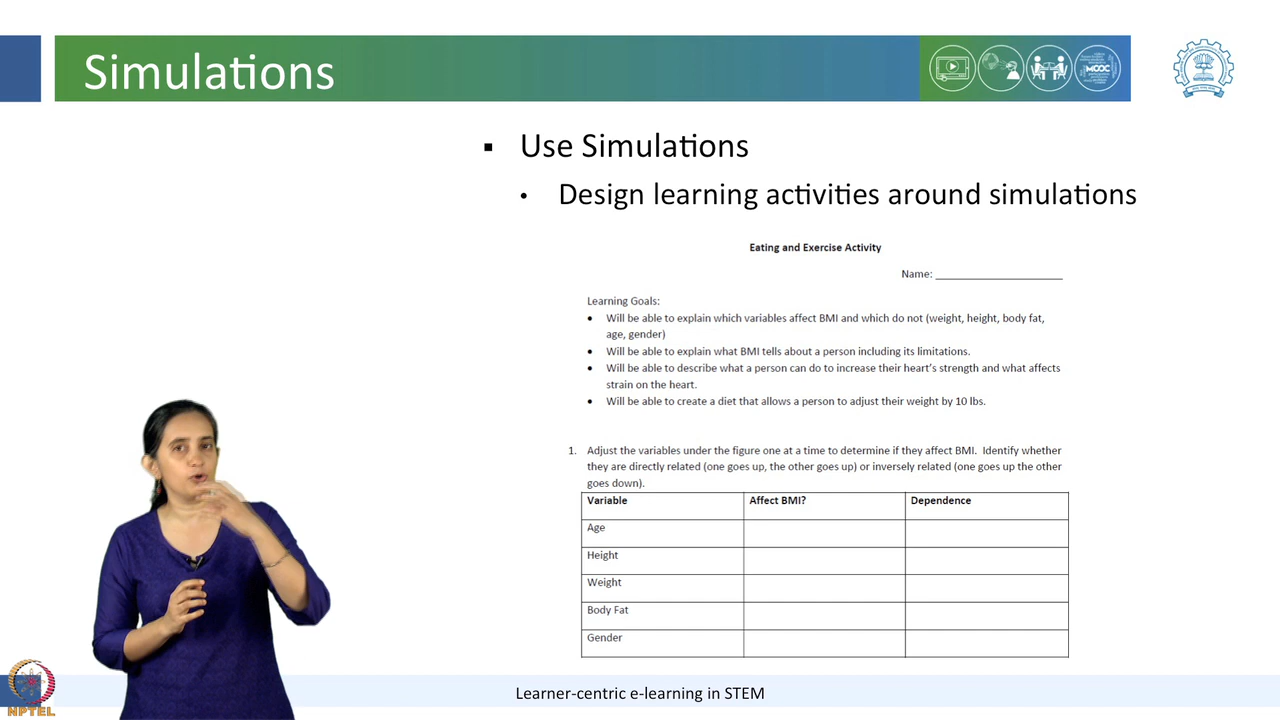 Simulations
MOOC
▪ Use Simulations
• Design learning activities around simulations
Eating and Exercise Activity
Name: ____________________
Learning Goals:
• Will be able to explain which variables affect BMI and which do not (weight, height, body fat,
age, gender)
• Will be able to explain what BMI tells about a person including its limitations.
• Will be able to describe what a person can do to increase their heart's strength and what affects
strain on the heart.
• Will be able to create a diet that allows a person to adjust their weight by 10 lbs.
1. Adjust the variables under the figure one at a time to determine if they affect BMI. Identify whether
they are directly related (one goes up, the other goes up) or inversely related (one goes up the other
goes down).
Variable Affect BMI? Dependence
Age
Height
Weight
Body Fat
Gender
Learner-centric e-learning in STEM
NPTEL